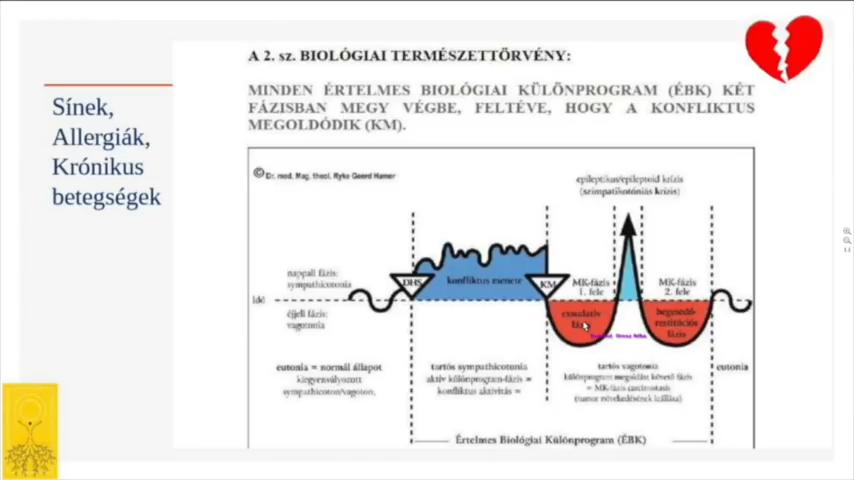 Sínek,
Allergiák,
Krónikus
betegségek
A 2. sz. BIOLÓGIAI TERMÉSZETTÖRVÉNY:
MINDEN ÉRTELMES BIOLÓGIAI KÜLÖNPROGRAM (ÉBK) KÉT
FÁZISBAN MEGY VÉGBE, FELTÉVE, HOGY A KONFLIKTUS
MEGOLDÓDIK (KM).
© Dr. med. Mag. theol. Ryke Geerd Hamer
epileptikus/epileptoid krízis
(szimpatikotóniás krízis)
nappali fázis:
sympathicotonia
DHS
konfliktus menete
KM
MK-fázis
1. fele
MK-fázis
2. fele
Idő
éjjeli fázis:
vagotonia
exsudatív
hegesedő-
restitúciós
fázis
eutonia = normál állapot
kiegyensúlyozott
sympathicoton/vagoton,
tartós sympathicotonia
aktív különprogram-fázis =
konfliktus aktivitás =
tartós vagotonia
különprogram megoldást követő fázis
= MK-fázis carcinostasis
(tumor növekedésének leállása)
eutonia
Értelmes Biológiai Különprogram (ÉBK)